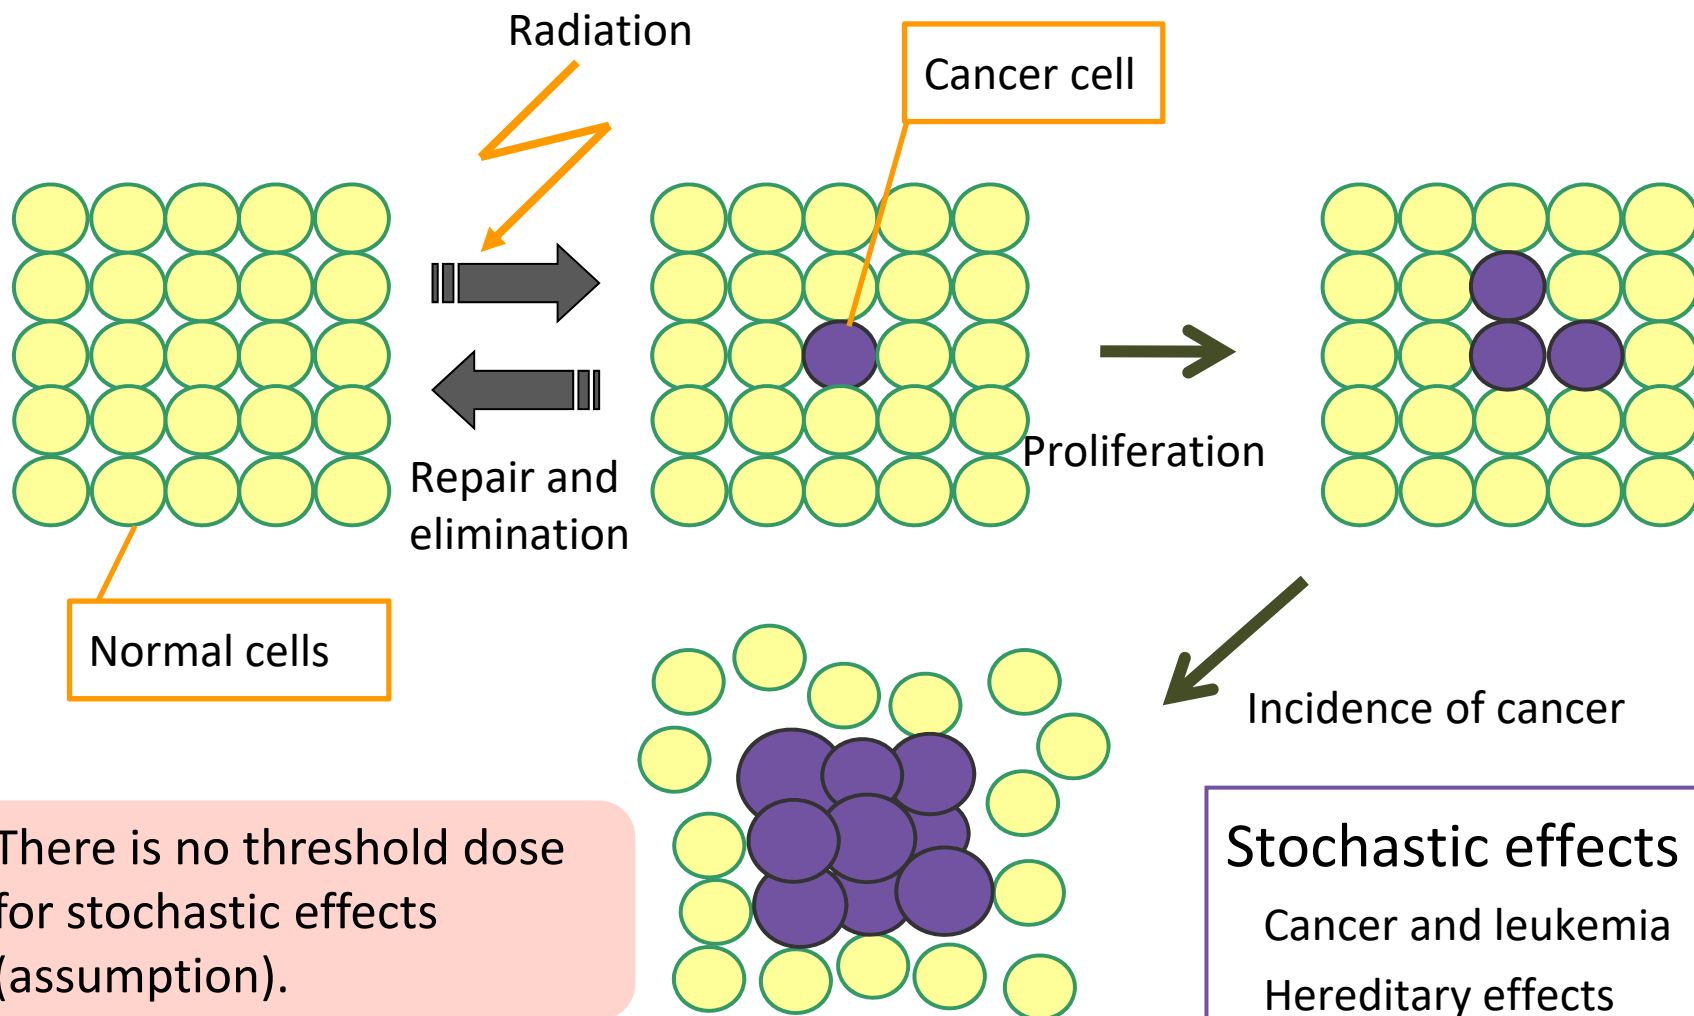 Radiation
Cancer cell
Repair and
elimination
Proliferation
Normal cells
Incidence of cancer
There is no threshold dose
for stochastic effects
(assumption).
Stochastic effects
Cancer and leukemia
Hereditary effects